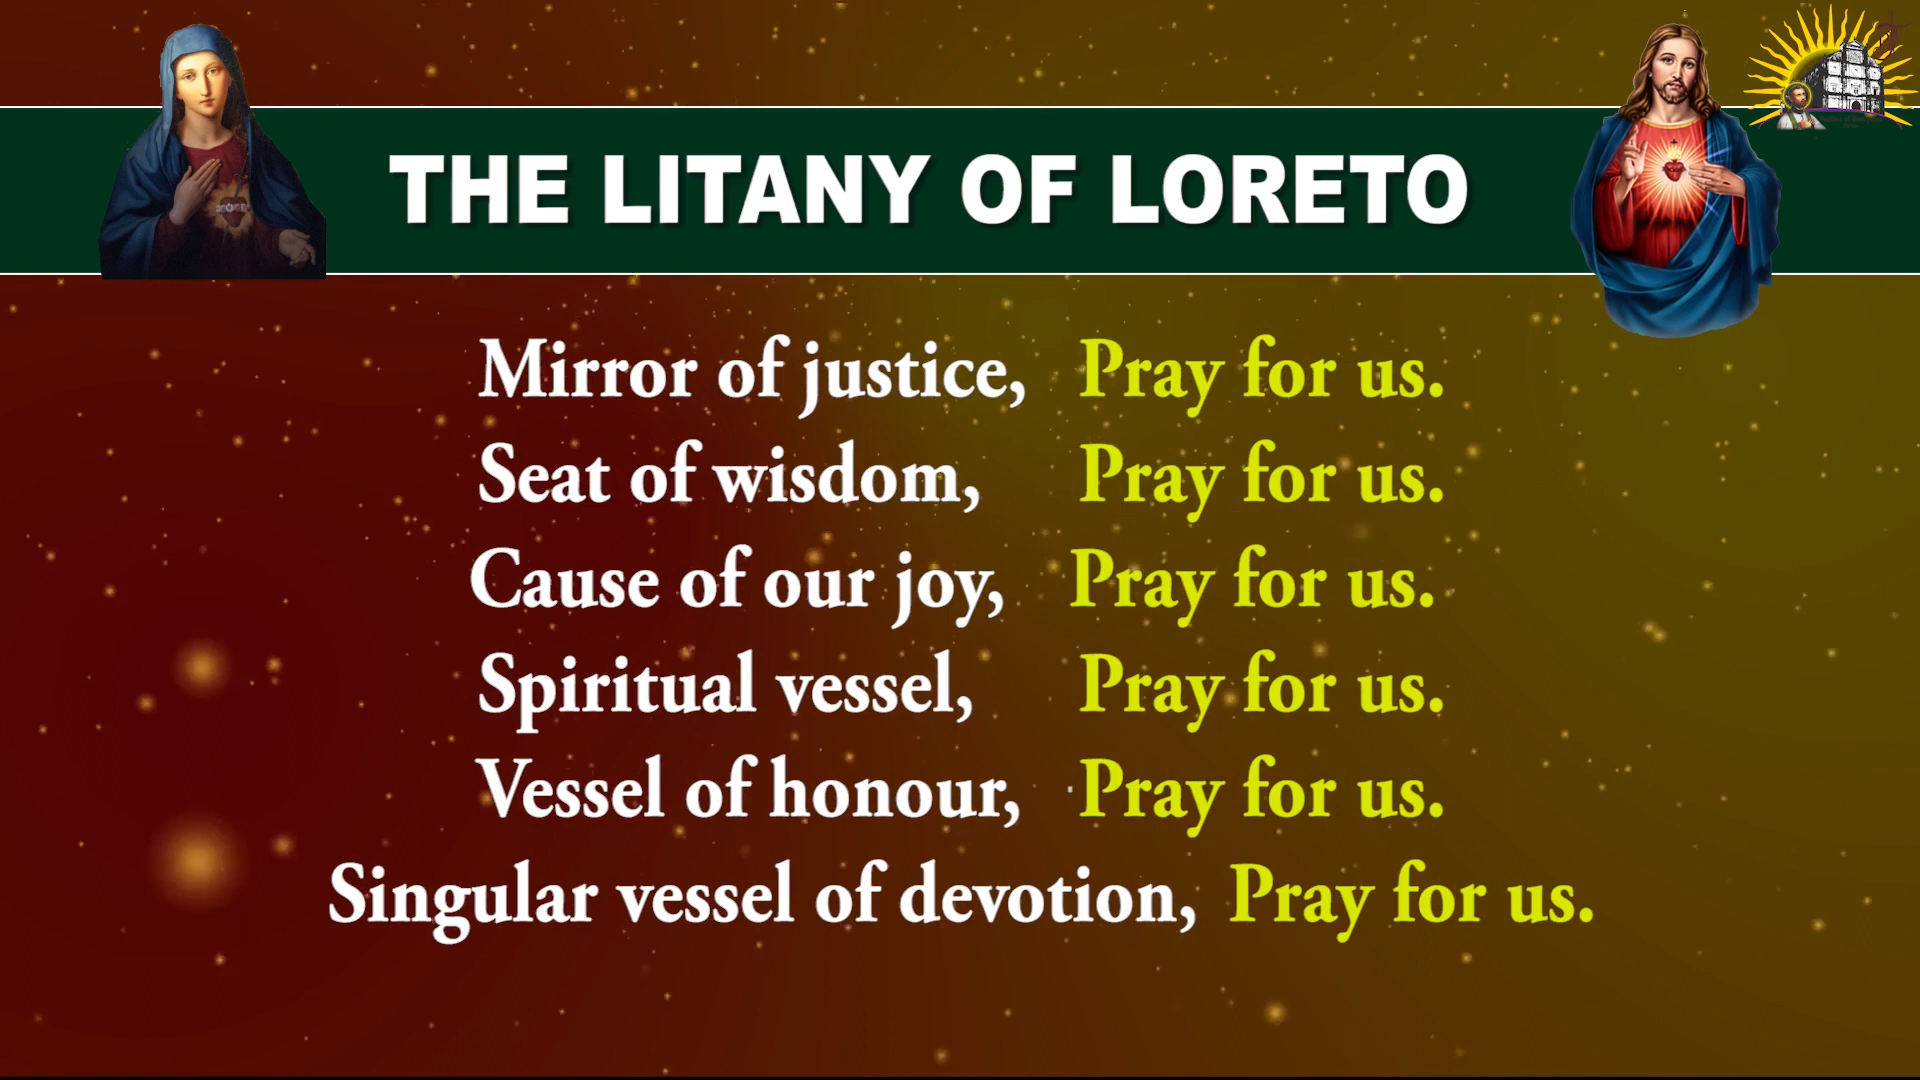 THE LITANY OF LORETO
Mirror of justice, Pray for us.
Seat of wisdom, Pray for us.
Cause of our joy, Pray for us.
Spiritual vessel, Pray for us.
Vessel of honour, Pray for us.
Singular vessel of devotion, Pray for us.